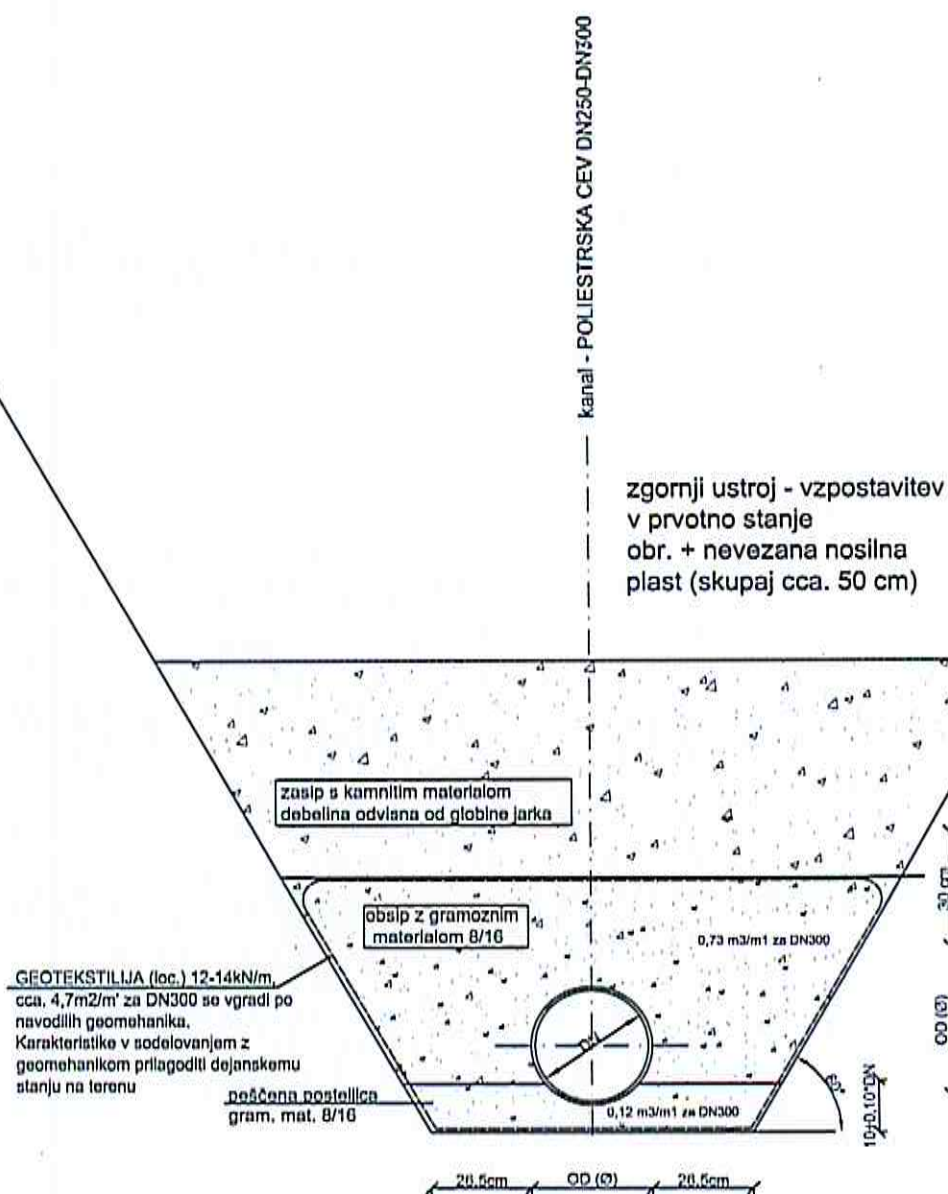 kanal - POLIESTRSKA CEV DN250-DN300
zgornji ustroj - vzpostavitev
v prvotno stanje
obr. + nevezana nosilna
plast (skupaj cca. 50 cm)
zasip s kamnitim materialom
debelina odvisna od globine jarka
obsip z gramoznim
materialom 8/16
0,73 m3/m1 za DN300
30 cm
GEOTEKSTILIJA (loc.) 12-14kN/m,
cca. 4,7m2/m' za DN300 se vgradi po
navodilih geomehanika.
Karakteristike v sodelovanjem z
geomehanikom prilagoditi dejanskemu
stanju na terenu
DN
OD (Ø)
peščena posteljica
gram. mat. 8/16
0,12 m3/m1 za DN300
60°
10+0,10*DN
26,5cm OD (Ø) 26,5cm